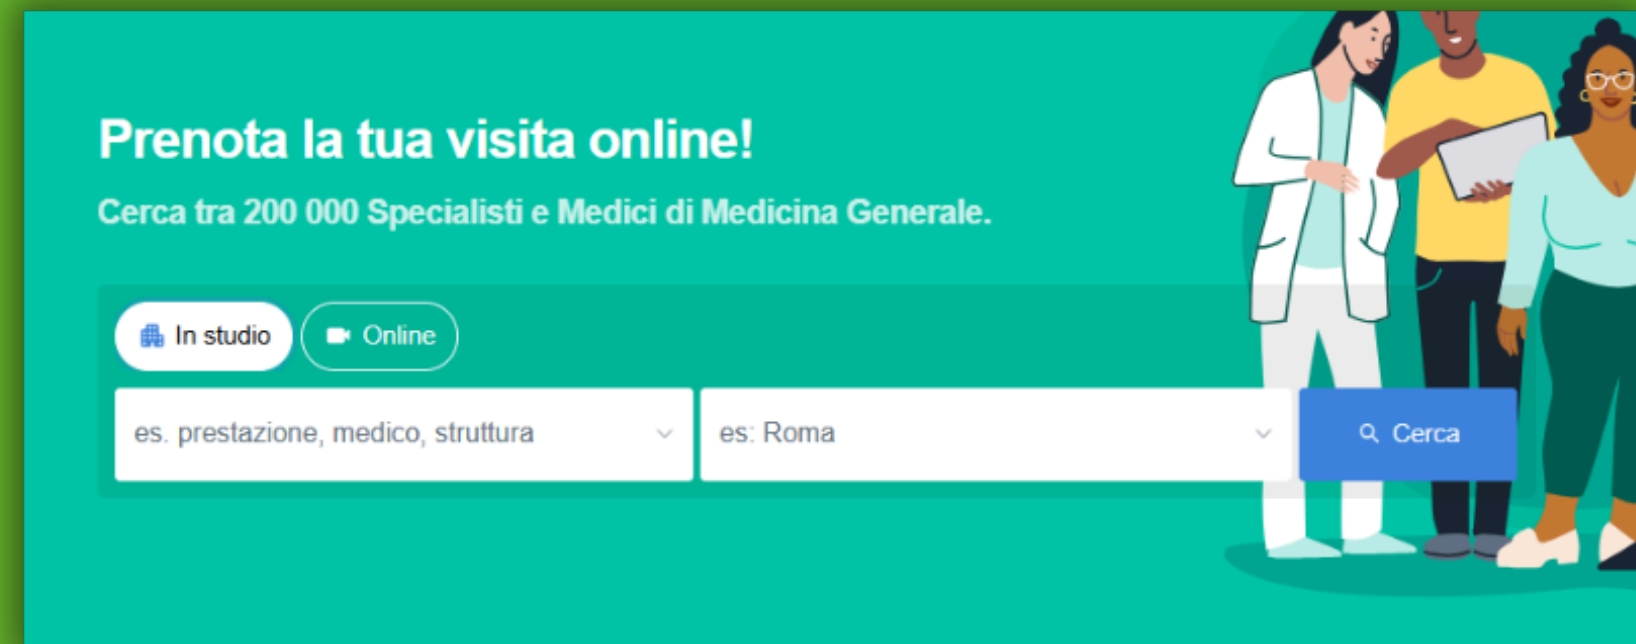 Prenota la tua visita online!
Cerca tra 200 000 Specialisti e Medici di Medicina Generale.
In studio Online
es. prestazione, medico, struttura es: Roma Cerca